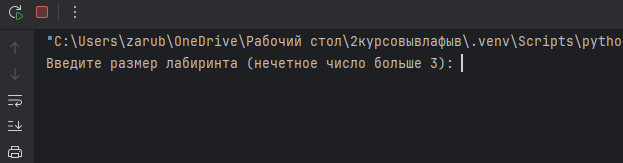 "C:\Users\zarub\OneDrive\Рабочий стол\2курсовывлафыв\.venv\Scripts\pytho
Введите размер лабиринта (нечетное число больше 3):